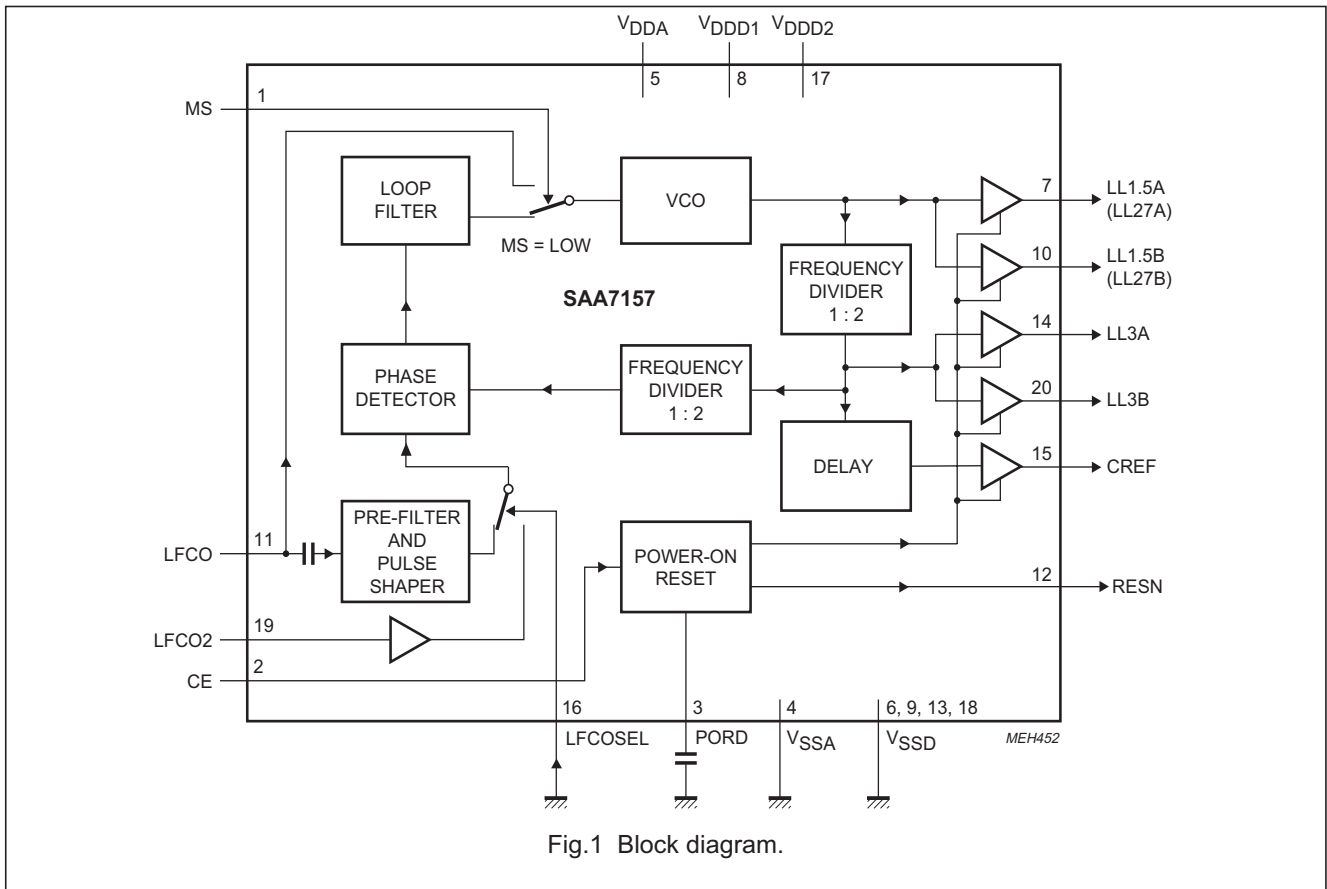 VDDA VDDD1 VDDD2
5 8 17
MS 1
LOOP
FILTER
MS = LOW
VCO
7 LL1.5A
(LL27A)
10 LL1.5B
(LL27B)
FREQUENCY
DIVIDER
1 : 2
SAA7157
14 LL3A
PHASE
DETECTOR
FREQUENCY
DIVIDER
1 : 2
20 LL3B
DELAY
15 CREF
LFCO 11
PRE-FILTER
AND
PULSE
SHAPER
POWER-ON
RESET
12 RESN
LFCO2 19
CE 2
16 3 4 6, 9, 13, 18
LFCOSEL PORD VSSA VSSD MEH452
Fig.1 Block diagram.